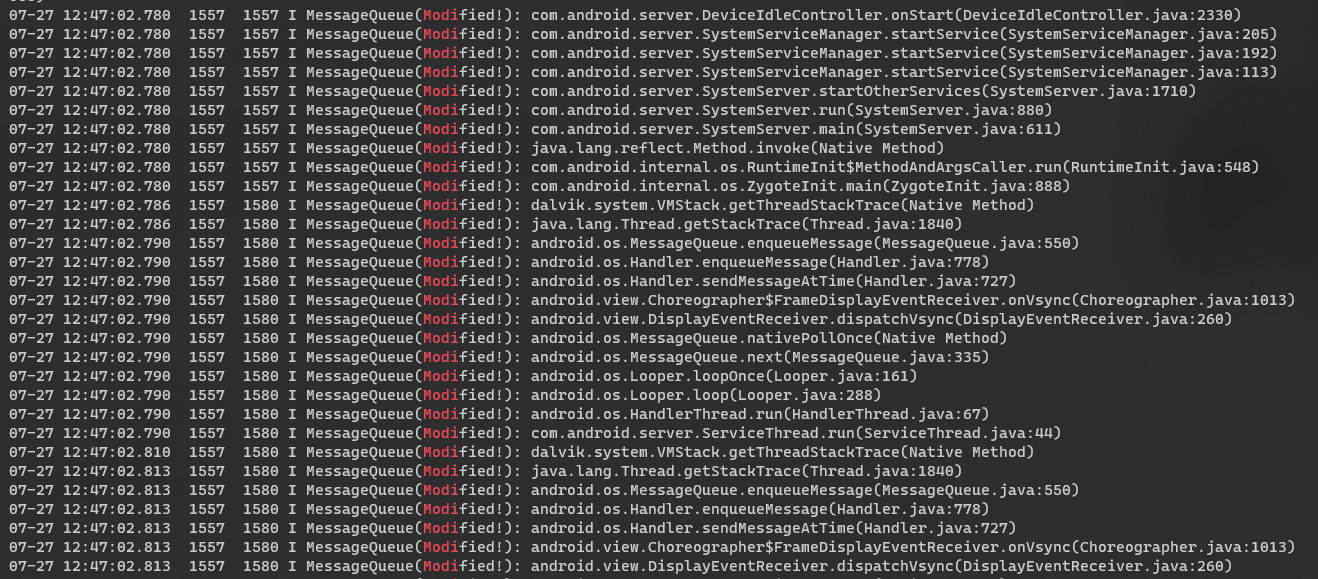 07-27 12:47:02.780  1557  1557 I MessageQueue(Modified!): com.android.server.DeviceIdleController.onStart(DeviceIdleController.java:2330)
07-27 12:47:02.780  1557  1557 I MessageQueue(Modified!): com.android.server.SystemServiceManager.startService(SystemServiceManager.java:205)
07-27 12:47:02.780  1557  1557 I MessageQueue(Modified!): com.android.server.SystemServiceManager.startService(SystemServiceManager.java:192)
07-27 12:47:02.780  1557  1557 I MessageQueue(Modified!): com.android.server.SystemServiceManager.startService(SystemServiceManager.java:113)
07-27 12:47:02.780  1557  1557 I MessageQueue(Modified!): com.android.server.SystemServer.startOtherServices(SystemServer.java:1710)
07-27 12:47:02.780  1557  1557 I MessageQueue(Modified!): com.android.server.SystemServer.run(SystemServer.java:880)
07-27 12:47:02.780  1557  1557 I MessageQueue(Modified!): com.android.server.SystemServer.main(SystemServer.java:611)
07-27 12:47:02.780  1557  1557 I MessageQueue(Modified!): java.lang.reflect.Method.invoke(Native Method)
07-27 12:47:02.780  1557  1557 I MessageQueue(Modified!): com.android.internal.os.RuntimeInit$MethodAndArgsCaller.run(RuntimeInit.java:548)
07-27 12:47:02.780  1557  1557 I MessageQueue(Modified!): com.android.internal.os.ZygoteInit.main(ZygoteInit.java:888)
07-27 12:47:02.786  1557  1580 I MessageQueue(Modified!): dalvik.system.VMStack.getThreadStackTrace(Native Method)
07-27 12:47:02.786  1557  1580 I MessageQueue(Modified!): java.lang.Thread.getStackTrace(Thread.java:1840)
07-27 12:47:02.790  1557  1580 I MessageQueue(Modified!): android.os.MessageQueue.enqueueMessage(MessageQueue.java:550)
07-27 12:47:02.790  1557  1580 I MessageQueue(Modified!): android.os.Handler.enqueueMessage(Handler.java:778)
07-27 12:47:02.790  1557  1580 I MessageQueue(Modified!): android.os.Handler.sendMessageAtTime(Handler.java:727)
07-27 12:47:02.790  1557  1580 I MessageQueue(Modified!): android.view.Choreographer$FrameDisplayEventReceiver.onVsync(Choreographer.java:1013)
07-27 12:47:02.790  1557  1580 I MessageQueue(Modified!): android.view.DisplayEventReceiver.dispatchVsync(DisplayEventReceiver.java:260)
07-27 12:47:02.790  1557  1580 I MessageQueue(Modified!): android.os.MessageQueue.nativePollOnce(Native Method)
07-27 12:47:02.790  1557  1580 I MessageQueue(Modified!): android.os.MessageQueue.next(MessageQueue.java:335)
07-27 12:47:02.790  1557  1580 I MessageQueue(Modified!): android.os.Looper.loopOnce(Looper.java:161)
07-27 12:47:02.790  1557  1580 I MessageQueue(Modified!): android.os.Looper.loop(Looper.java:288)
07-27 12:47:02.790  1557  1580 I MessageQueue(Modified!): android.os.HandlerThread.run(HandlerThread.java:67)
07-27 12:47:02.790  1557  1580 I MessageQueue(Modified!): com.android.server.ServiceThread.run(ServiceThread.java:44)
07-27 12:47:02.810  1557  1580 I MessageQueue(Modified!): dalvik.system.VMStack.getThreadStackTrace(Native Method)
07-27 12:47:02.813  1557  1580 I MessageQueue(Modified!): java.lang.Thread.getStackTrace(Thread.java:1840)
07-27 12:47:02.813  1557  1580 I MessageQueue(Modified!): android.os.MessageQueue.enqueueMessage(MessageQueue.java:550)
07-27 12:47:02.813  1557  1580 I MessageQueue(Modified!): android.os.Handler.enqueueMessage(Handler.java:778)
07-27 12:47:02.813  1557  1580 I MessageQueue(Modified!): android.os.Handler.sendMessageAtTime(Handler.java:727)
07-27 12:47:02.813  1557  1580 I MessageQueue(Modified!): android.view.Choreographer$FrameDisplayEventReceiver.onVsync(Choreographer.java:1013)
07-27 12:47:02.813  1557  1580 I MessageQueue(Modified!): android.view.DisplayEventReceiver.dispatchVsync(DisplayEventReceiver.java:260)